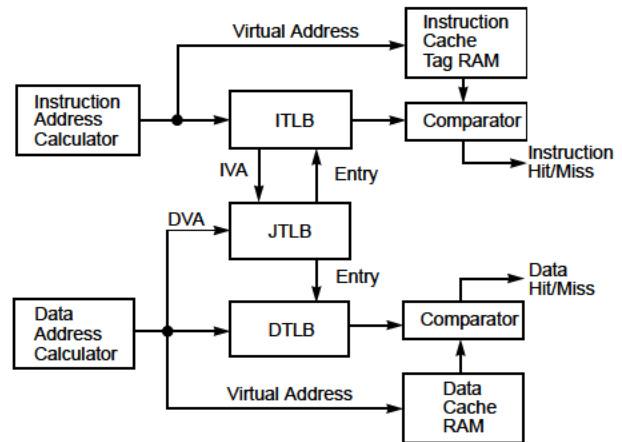 Virtual Address
Instruction
Cache
Tag RAM
Instruction
Address
Calculator
ITLB
Comparator
Instruction
Hit/Miss
IVA
Entry
DVA
JTLB
Entry
Data
Hit/Miss
Data
Address
Calculator
DTLB
Comparator
Virtual Address
Data
Cache
RAM